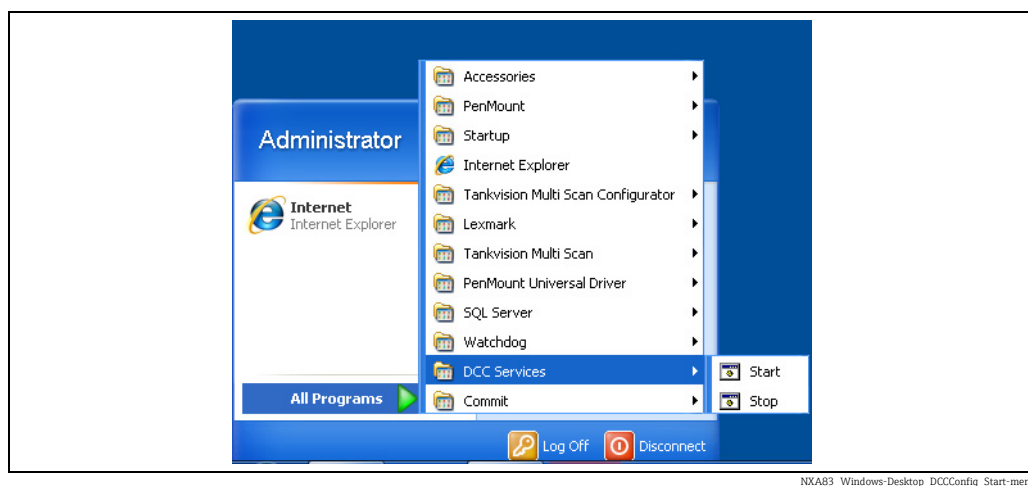 Administrator
Internet
Internet Explorer
All Programs
Accessories
PenMount
Startup
Internet Explorer
Tankvision Multi Scan Configurator
Lexmark
Tankvision Multi Scan
PenMount Universal Driver
SQL Server
Watchdog
DCC Services
Commit
Start
Stop
Log Off
Disconnect
NXA83_Windows-Desktop_DCCConfig_Start-mer